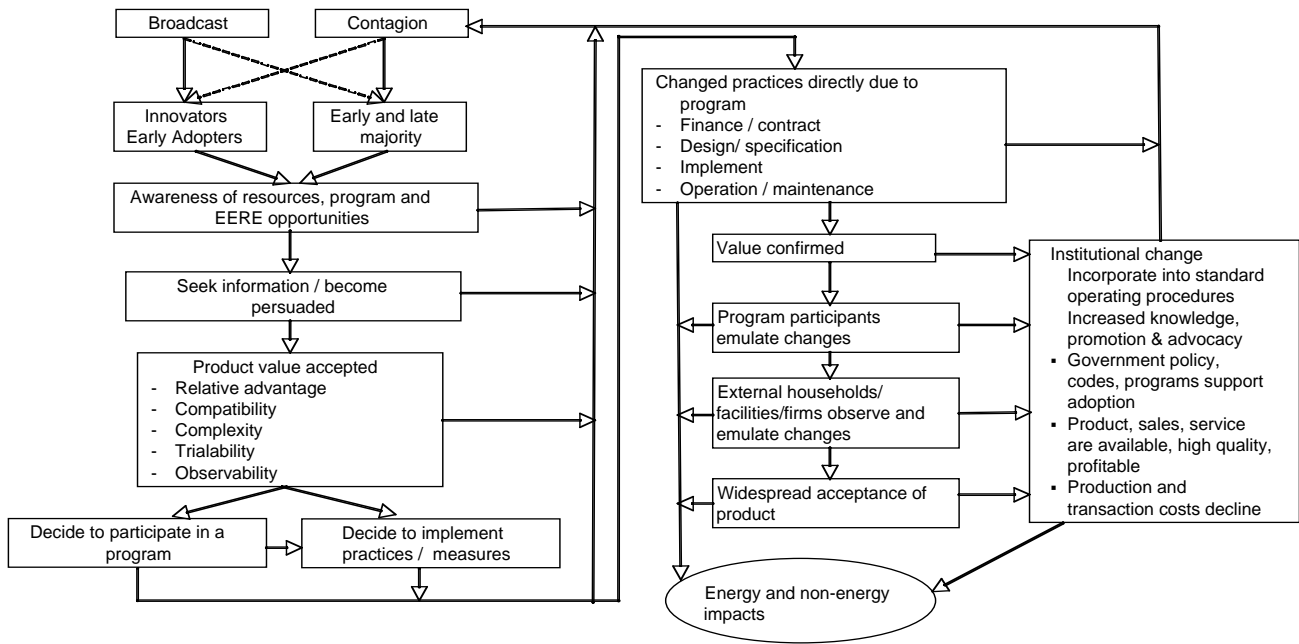 Broadcast
Contagion
Innovators
Early Adopters
Early and late
majority
Awareness of resources, program and
EERE opportunities
Seek information / become
persuaded
Product value accepted
- Relative advantage
- Compatibility
- Complexity
- Trialability
- Observability
Decide to participate in a
program
Decide to implement
practices / measures
Changed practices directly due to
program
- Finance / contract
- Design/ specification
- Implement
- Operation / maintenance
Value confirmed
Program participants
emulate changes
External households/
facilities/firms observe and
emulate changes
Widespread acceptance of
product
Institutional change
Incorporate into standard
operating procedures
Increased knowledge,
promotion & advocacy
▪ Government policy,
codes, programs support
adoption
▪ Product, sales, service
are available, high quality,
profitable
▪ Production and
transaction costs decline
Energy and non-energy
impacts